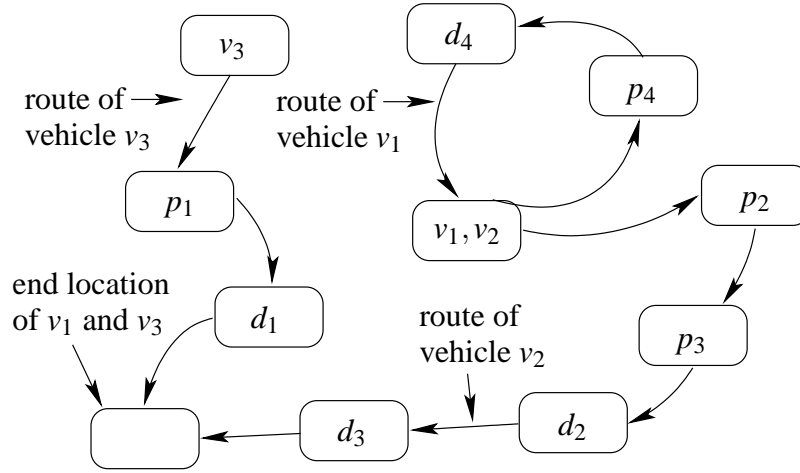 v₃
d₄
p₄
route of
vehicle v₃
route of
vehicle v₁
p₁
v₁, v₂
p₂
end location
of v₁ and v₃
d₁
route of
vehicle v₂
p₃
d₃
d₂